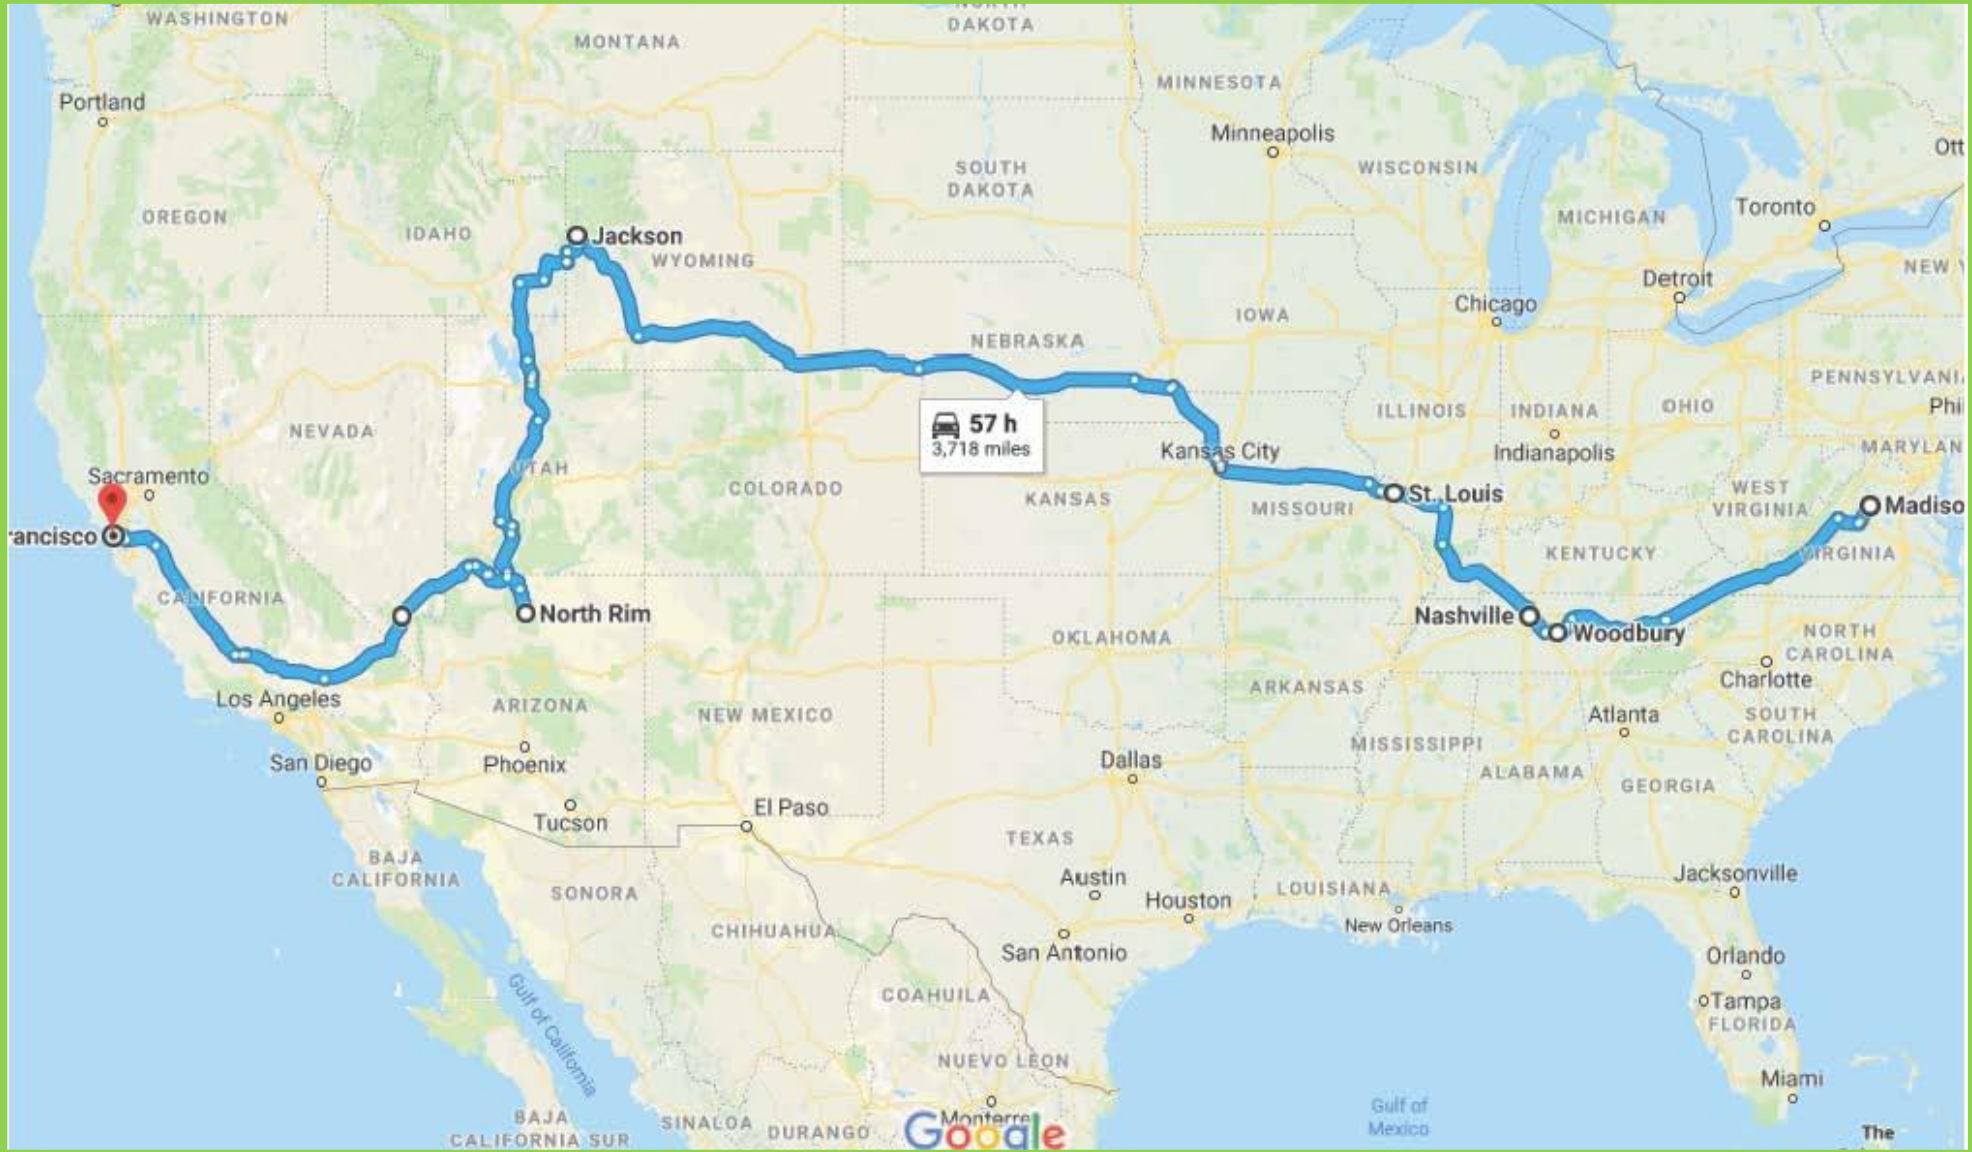 NORTH
DAKOTA
WASHINGTON
MONTANA
MINNESOTA
Portland
Minneapolis
WISCONSIN
SOUTH
DAKOTA
Ott
OREGON
IDAHO
Jackson
WYOMING
MICHIGAN
Toronto
NEW Y
Detroit
Chicago
IOWA
NEBRASKA
PENNSYLVANIA
Phil
57 h
3,718 miles
ILLINOIS
INDIANA
OHIO
NEVADA
Indianapolis
MARYLAN
Kansas City
Sacramento
UTAH
COLORADO
KANSAS
MISSOURI
St. Louis
WEST
VIRGINIA
Madiso
rancisco
KENTUCKY
VIRGINIA
CALIFORNIA
North Rim
Nashville
Woodbury
OKLAHOMA
NORTH
CAROLINA
Charlotte
Los Angeles
ARIZONA
NEW MEXICO
ARKANSAS
Atlanta
SOUTH
CAROLINA
MISSISSIPPI
San Diego
Phoenix
Dallas
ALABAMA
GEORGIA
El Paso
Tucson
TEXAS
BAJA
CALIFORNIA
SONORA
Austin
Houston
LOUISIANA
Jacksonville
New Orleans
CHIHUAHUA
San Antonio
Orlando
COAHUILA
Tampa
FLORIDA
Gulf of California
NUEVO LEON
Miami
Monterre
Google
BAJA
CALIFORNIA SUR
SINALOA
DURANGO
Gulf of
Mexico
The